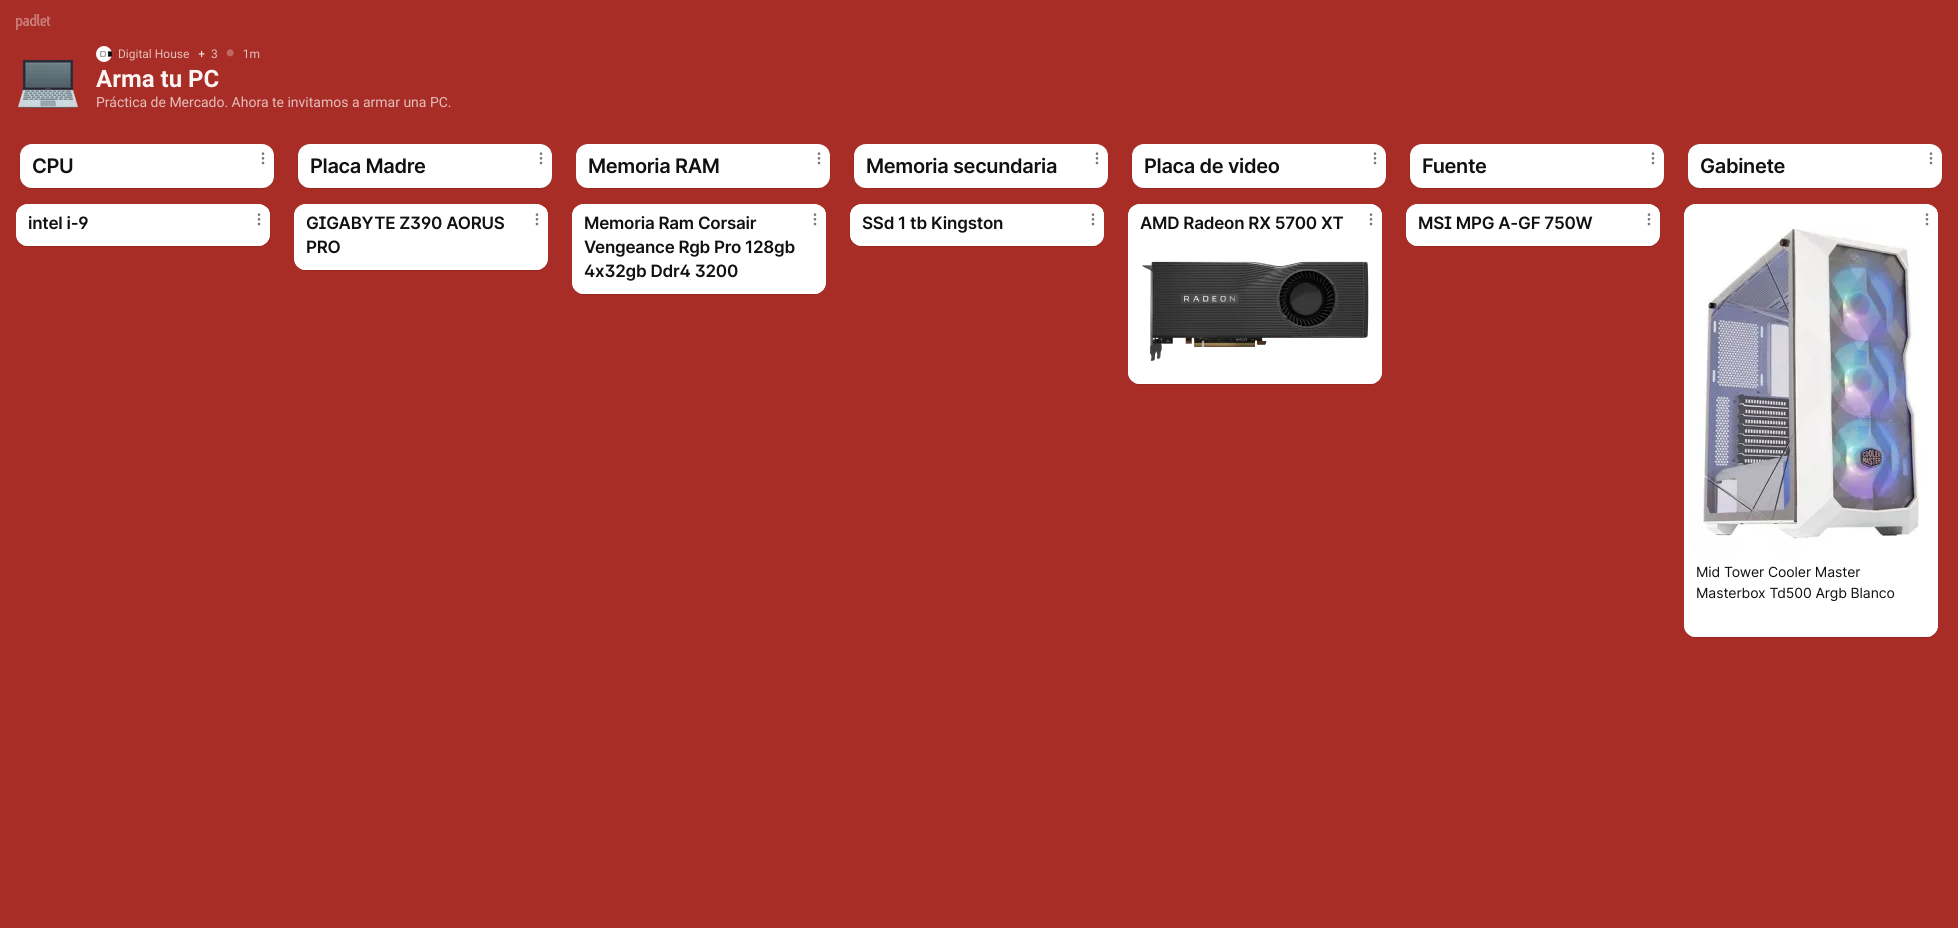 padlet
Digital House + 3 1m
Arma tu PC
Práctica de Mercado. Ahora te invitamos a armar una PC.
CPU
intel i-9
Placa Madre
GIGABYTE Z390 AORUS
PRO
Memoria RAM
Memoria Ram Corsair
Vengeance Rgb Pro 128gb
4x32gb Ddr4 3200
Memoria secundaria
SSd 1 tb Kingston
Placa de video
AMD Radeon RX 5700 XT
RADEON
Fuente
MSI MPG A-GF 750W
Gabinete
COOLER
MASTER
Mid Tower Cooler Master
Masterbox Td500 Argb Blanco